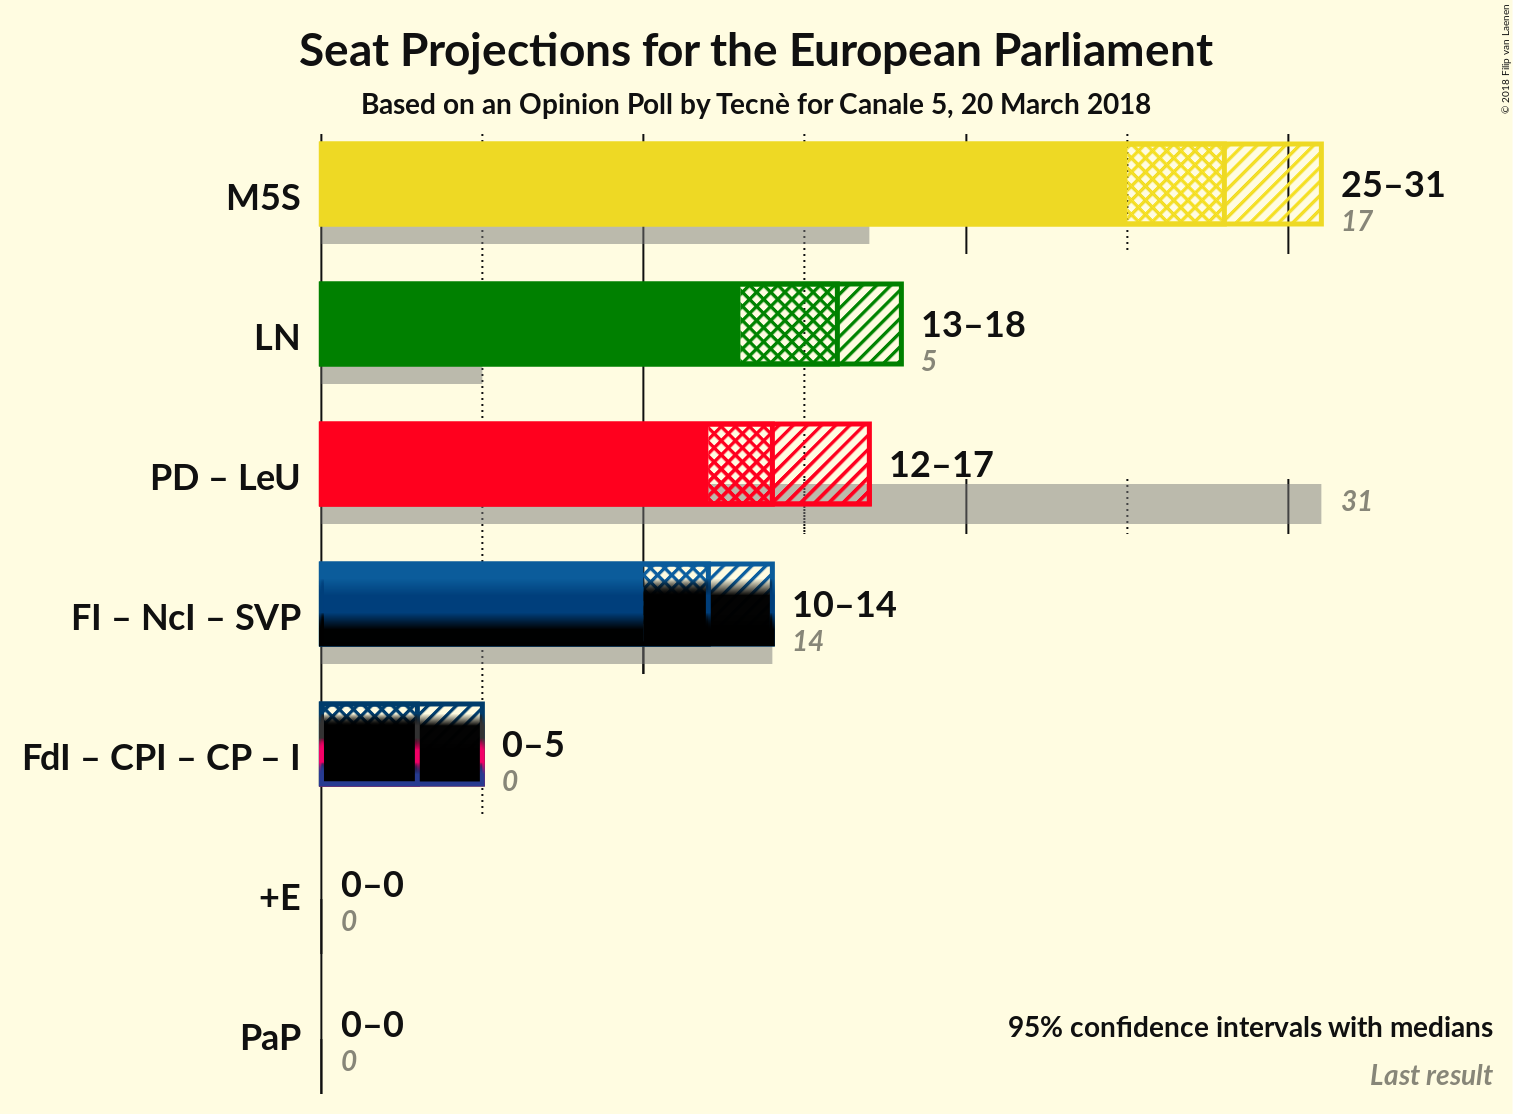 Seat Projections for the European Parliament
Based on an Opinion Poll by Tecnè for Canale 5, 20 March 2018
© 2018 Filip van Laenen
M5S
25–31
17
LN
13–18
5
PD – LeU
12–17
31
FI – NcI – SVP
10–14
14
FdI – CPI – CP – I
0–5
0
+E
0–0
0
PaP
0–0
0
95% confidence intervals with medians
Last result